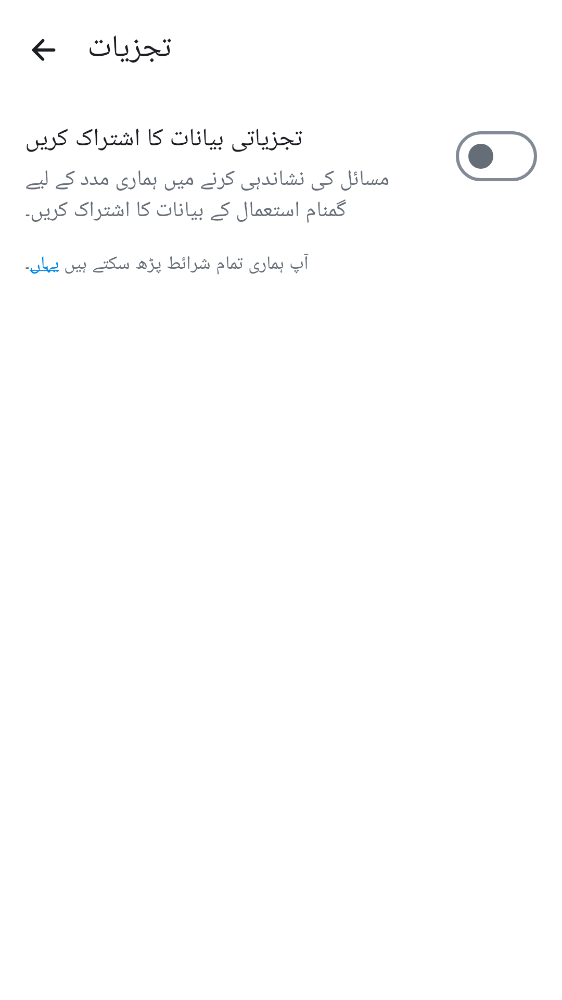 تجزیات
تجزیاتی بیانات کا اشتراک کریں
مسائل کی نشاندہی کرنے میں ہماری مدد کے لیے
گمنام استعمال کے بیانات کا اشتراک کریں۔
آپ ہماری تمام شرائط پڑھ سکتے ہیں یہاں۔